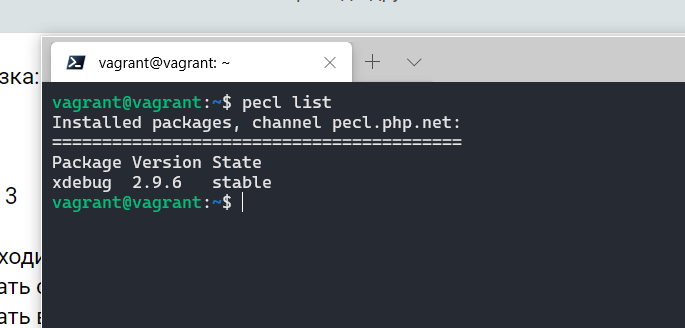 зка:
3
ходи
ать
ать
vagrant@vagrant: ~
vagrant@vagrant:~$ pecl list
Installed packages, channel pecl.php.net:
=========================================
Package Version State
xdebug  2.9.6   stable
vagrant@vagrant:~$